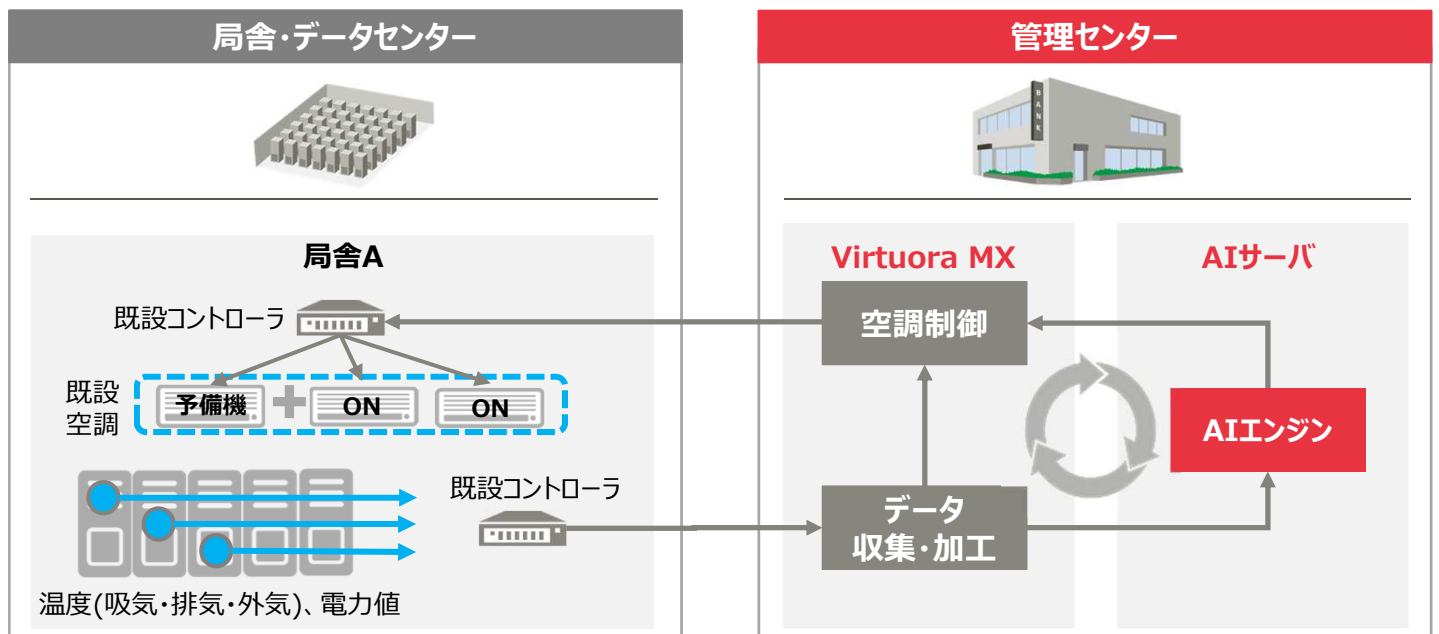 局舎・データセンター
管理センター
BANK
局舎A
Virtuora MX
AIサーバ
既設コントローラ
空調制御
既設
空調
予備機
ON
ON
AIエンジン
既設コントローラ
データ
収集・加工
温度(吸気・排気・外気)、電力値